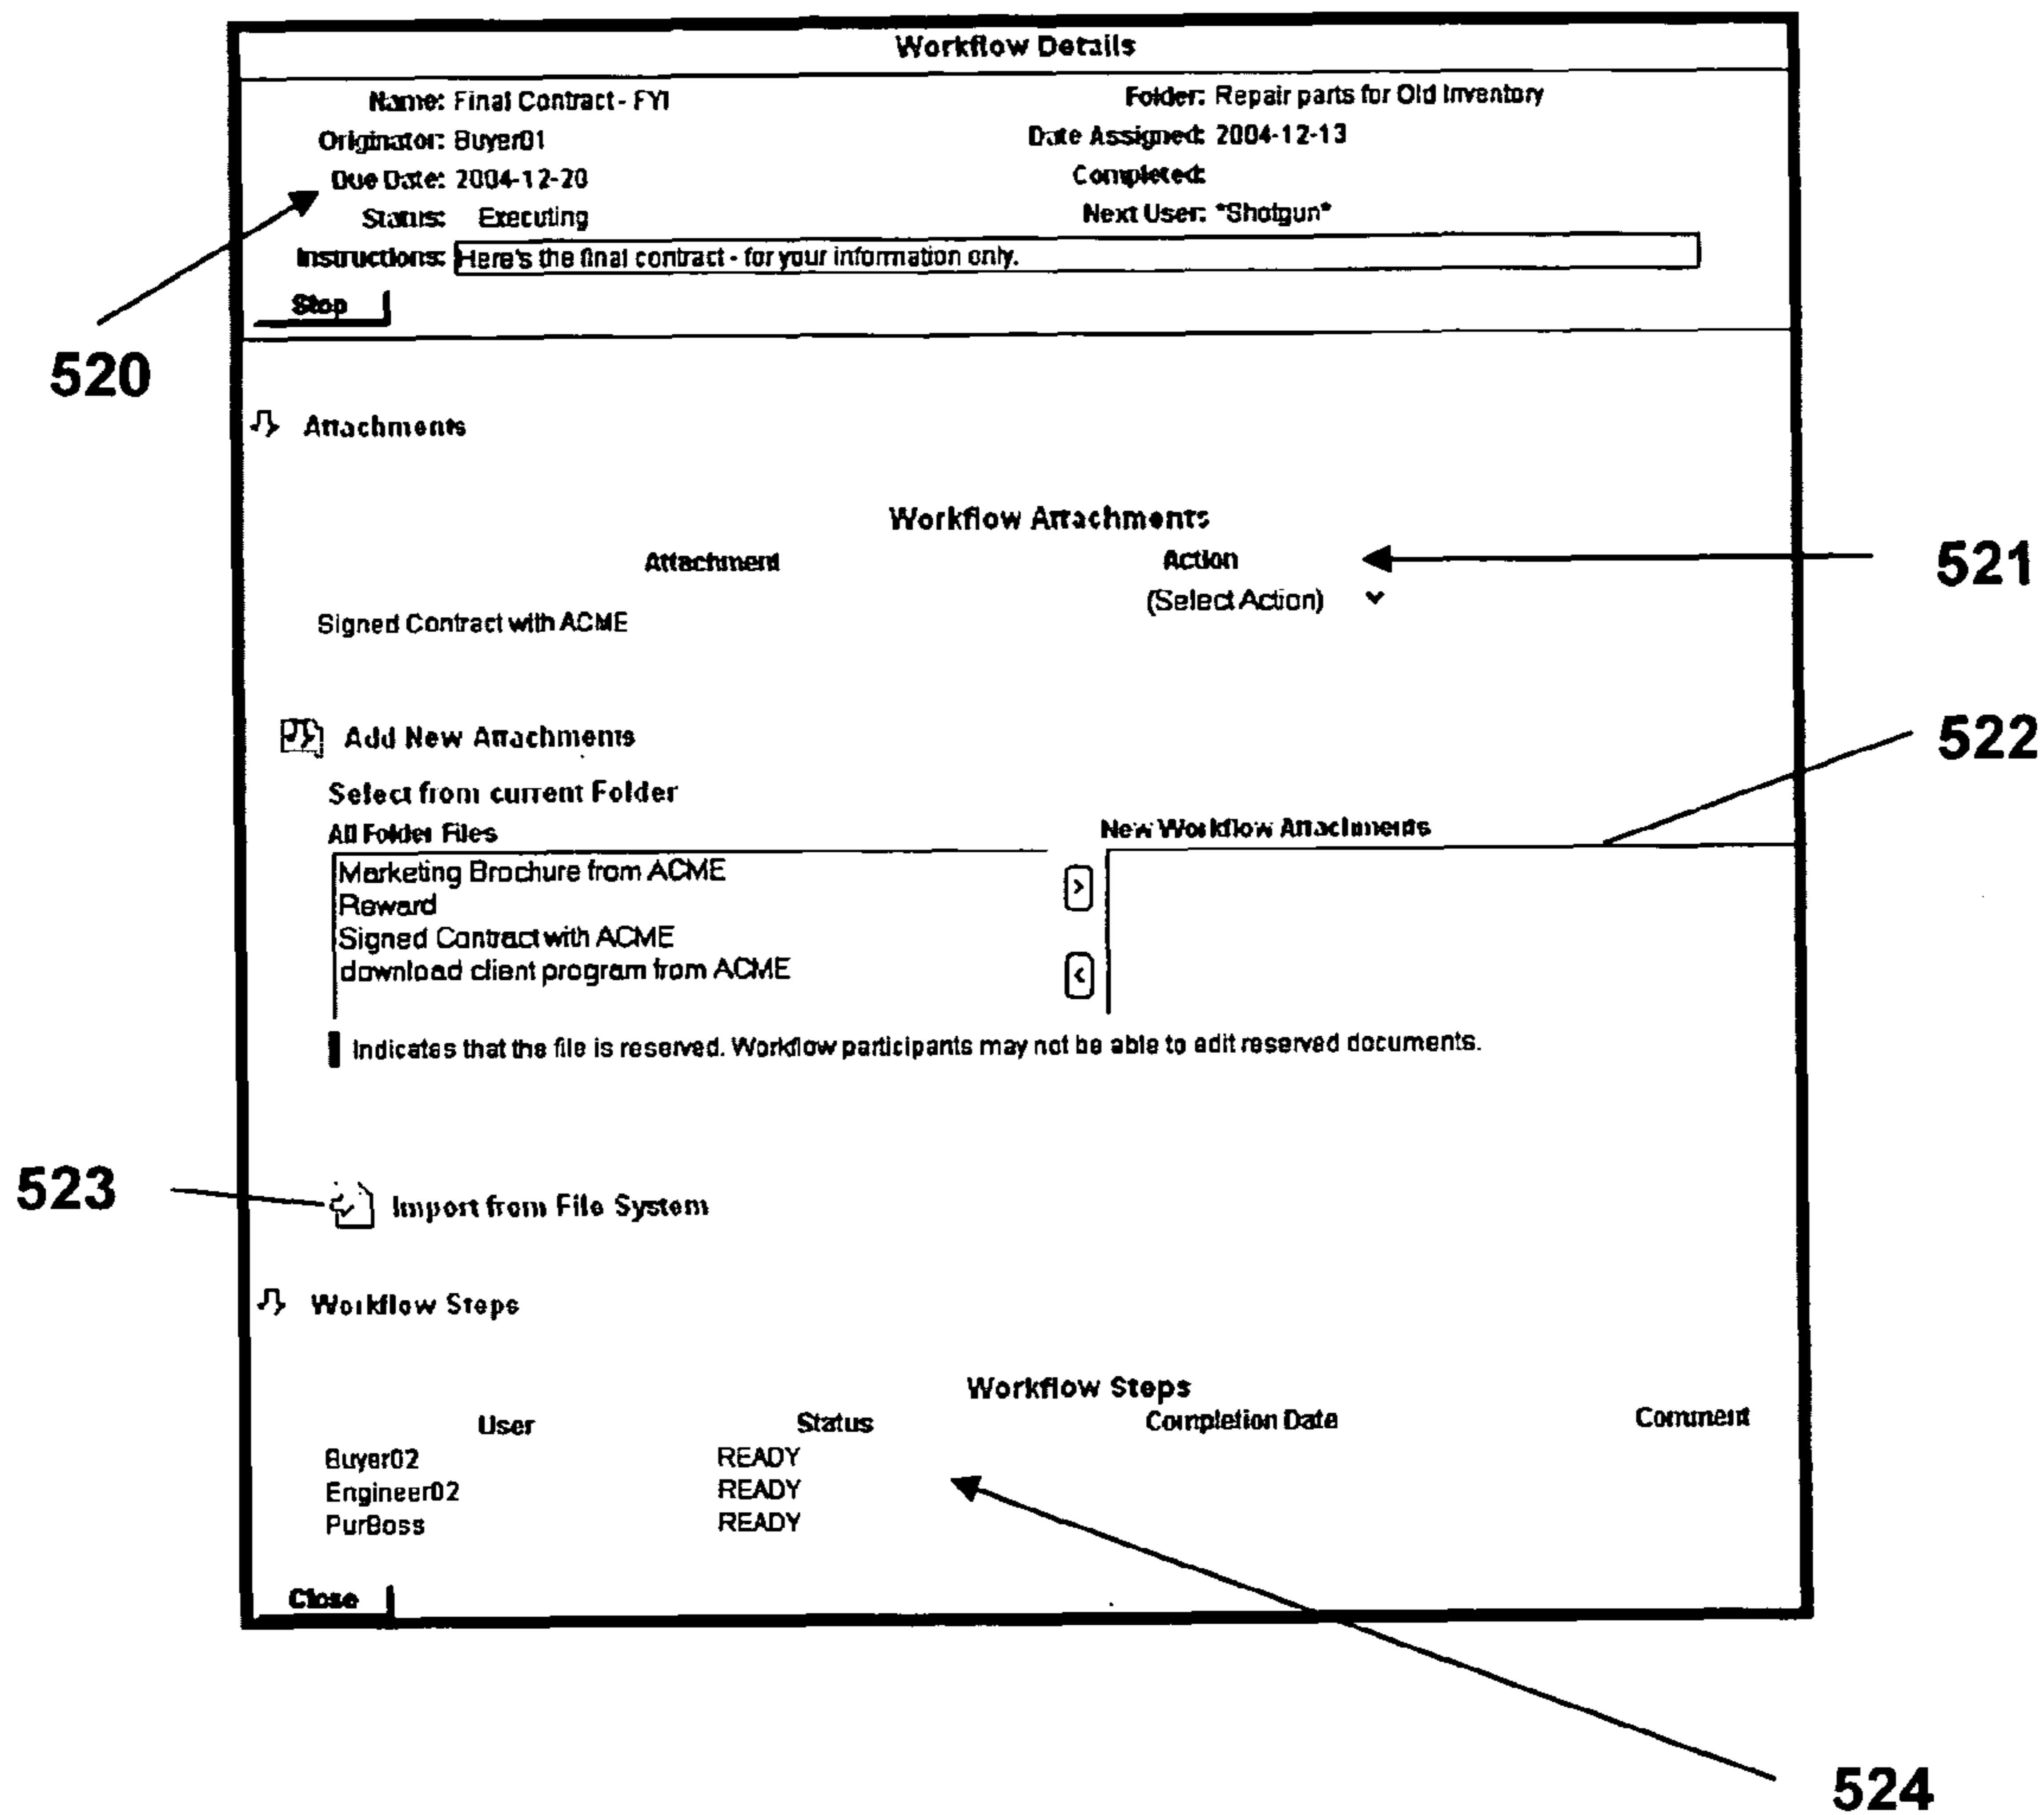 Workflow Details
Name: Final Contract - FYI
Folder: Repair parts for Old Inventory
Originator: Buyer01
Date Assigned: 2004-12-13
Due Date: 2004-12-20
Completed:
Status: Executing
Next User: *Shotgun*
Instructions: Here's the final contract - for your information only.
Stop
520
Attachments
Workflow Attachments
Attachment Action
521
(Select Action)
Signed Contract with ACME
522
Add New Attachments
Select from current Folder
All Folder Files
New Workflow Attachments
Marketing Brochure from ACME
>
Reward
Signed Contract with ACME
download client program from ACME
<
Indicates that the file is reserved. Workflow participants may not be able to edit reserved documents.
523
Import from File System
Workflow Steps
Workflow Steps
User Status Completion Date Comment
Buyer02 READY
Engineer02 READY
PurBoss READY
Close
524